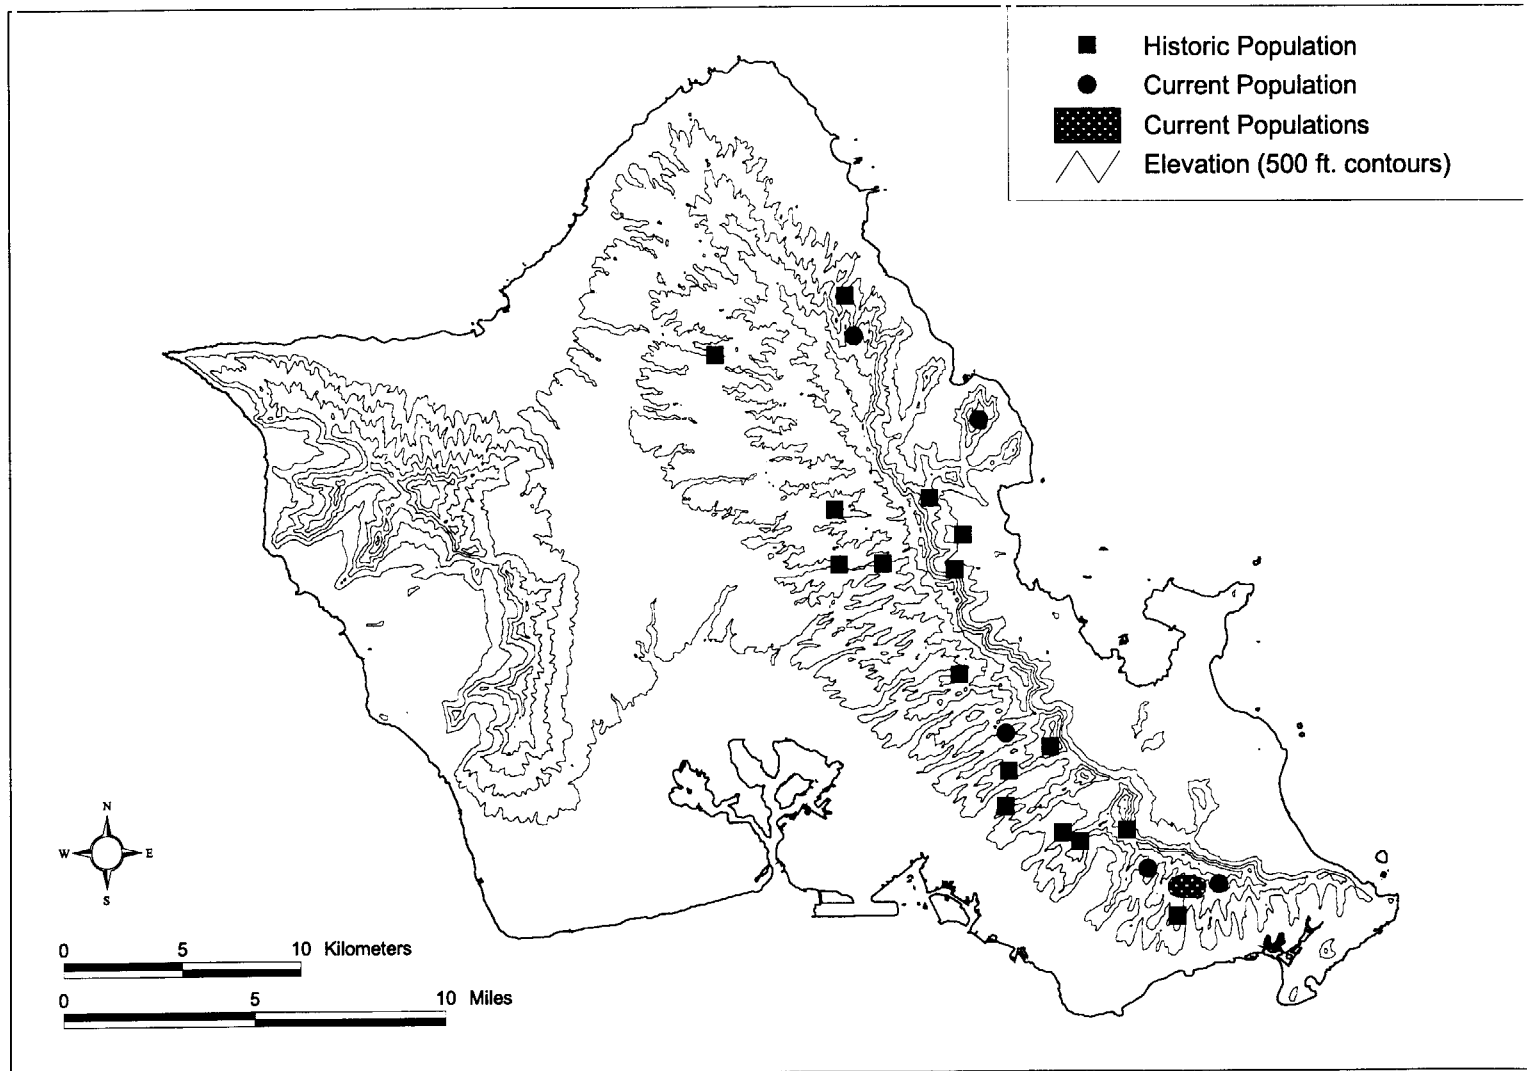 Historic Population
Current Population
Current Populations
Elevation (500 ft. contours)
N
W E
S
0 5 10 Kilometers
0 5 10 Miles